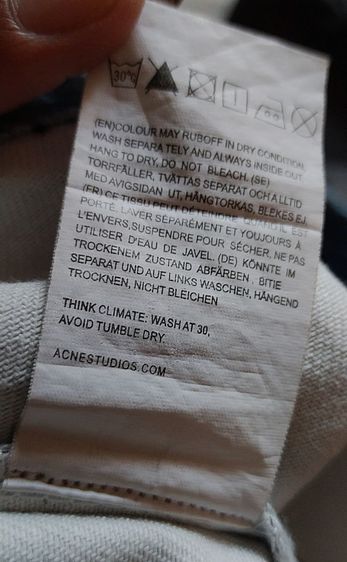 30°C
(EN)COLOUR MAY RUBOFF IN DRY CONDITION,
WASH SEPARA TELY AND ALWAYS INSIDE OUT.
HANG TO DRY, DO NOT BLEACH. (SE)
TORRFÄLLER, TVÄTTAS SEPARAT OCH ALLTID
MED AVIGSIDAN UT, HÄNGTORKAS, BLEKES EJ.
(FR) CE TISSU PEUT DÉTEINDRE QUAND IL EST
PORTÉ. LAVER SÉPARÉMENT ET TOUJOURS À
L'ENVERS,SUSPENDRE POUR SÉCHER, NE PAS
UTILISER D'EAU DE JAVEL. (DE) KÖNNTE IM
TROCKENEM ZUSTAND ABFÄRBEN . BITIE
SEPARAT UND AUF LINKS WASCHEN, HÄNGEND
TROCKNEN, NICHT BLEICHEN
THINK CLIMATE: WASH AT 30,
AVOID TUMBLE DRY.
ACNESTUDIOS.COM